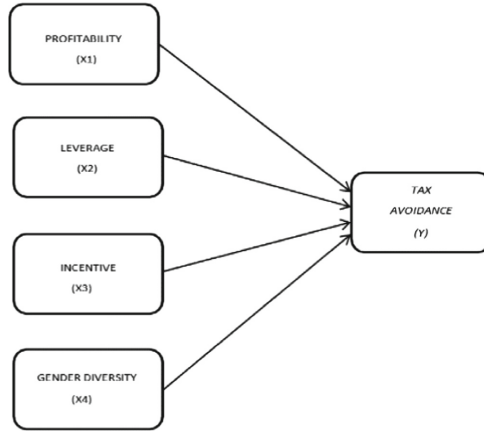 PROFITABILITY
(X1)
LEVERAGE
(X2)
INCENTIVE
(X3)
GENDER DIVERSITY
(X4)
TAX
AVOIDANCE
(Y)